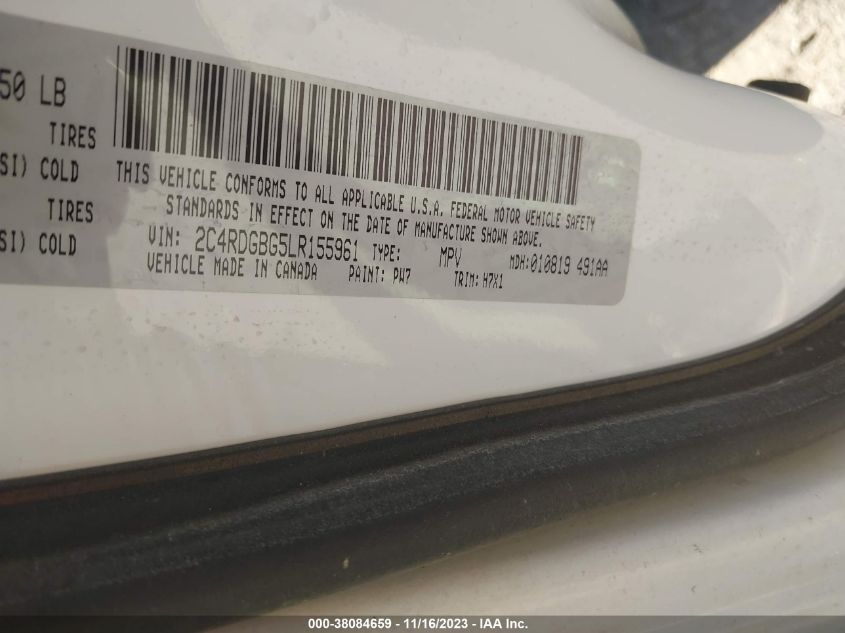 50 LB
TIRES
SI) COLD
TIRES
SI) COLD
THIS VEHICLE CONFORMS TO ALL APPLICABLE U.S.A. FEDERAL MOTOR VEHICLE SAFETY
STANDARDS IN EFFECT ON THE DATE OF MANUFACTURE SHOWN ABOVE.
VIN: 2C4RDGBG5LR155961 TYPE: MPV MDH:010819 491AA
VEHICLE MADE IN CANADA PAINT: PW7 TRIM: H7X1
000-38084659 - 11/16/2023 - IAA Inc.